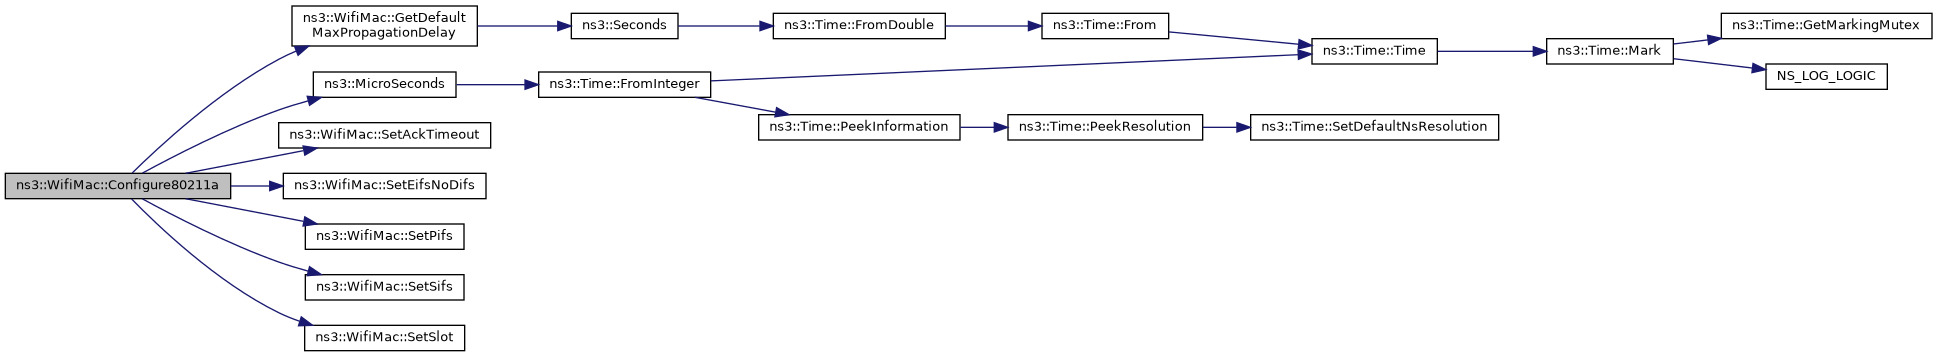 ns3::WifiMac::GetDefault
MaxPropagationDelay
ns3::Seconds
ns3::Time::FromDouble
ns3::Time::From
ns3::Time::GetMarkingMutex
ns3::Time::Time
ns3::Time::Mark
NS_LOG_LOGIC
ns3::MicroSeconds
ns3::Time::FromInteger
ns3::Time::PeekInformation
ns3::Time::PeekResolution
ns3::Time::SetDefaultNsResolution
ns3::WifiMac::SetAckTimeout
ns3::WifiMac::Configure80211a
ns3::WifiMac::SetEifsNoDifs
ns3::WifiMac::SetPifs
ns3::WifiMac::SetSifs
ns3::WifiMac::SetSlot